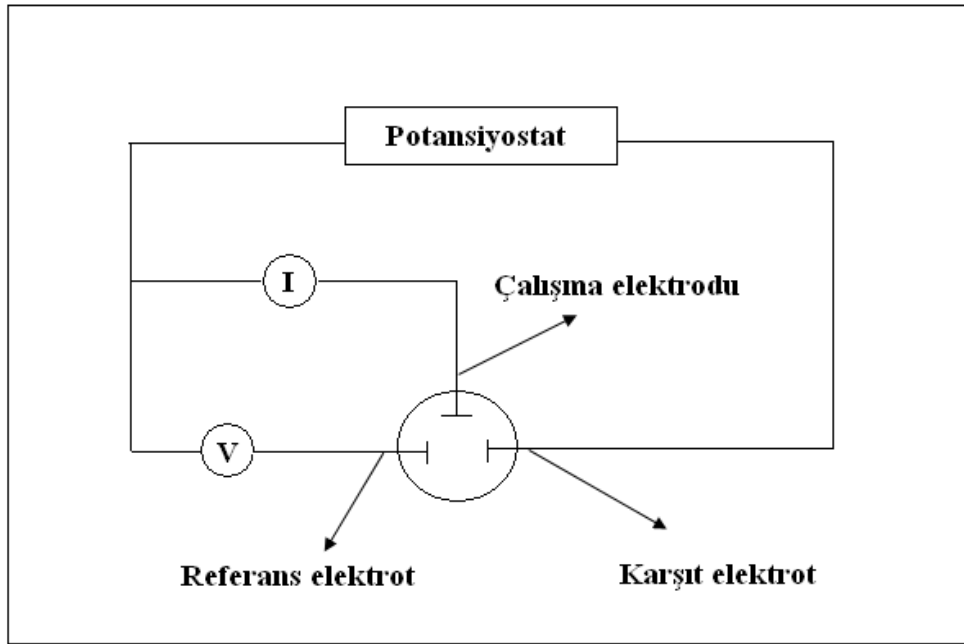 Potansiyostat
I
Çalışma elektrodu
V
Referans elektrot
Karşıt elektrot